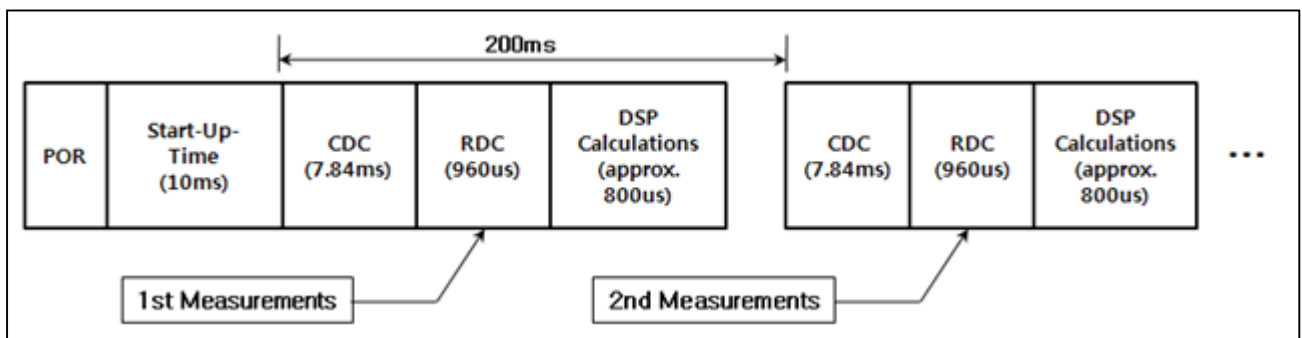 200ms
POR
Start-Up-
Time
(10ms)
CDC
(7.84ms)
RDC
(960us)
DSP
Calculations
(approx.
800us)
CDC
(7.84ms)
RDC
(960us)
DSP
Calculations
(approx.
800us)
...
1st Measurements
2nd Measurements